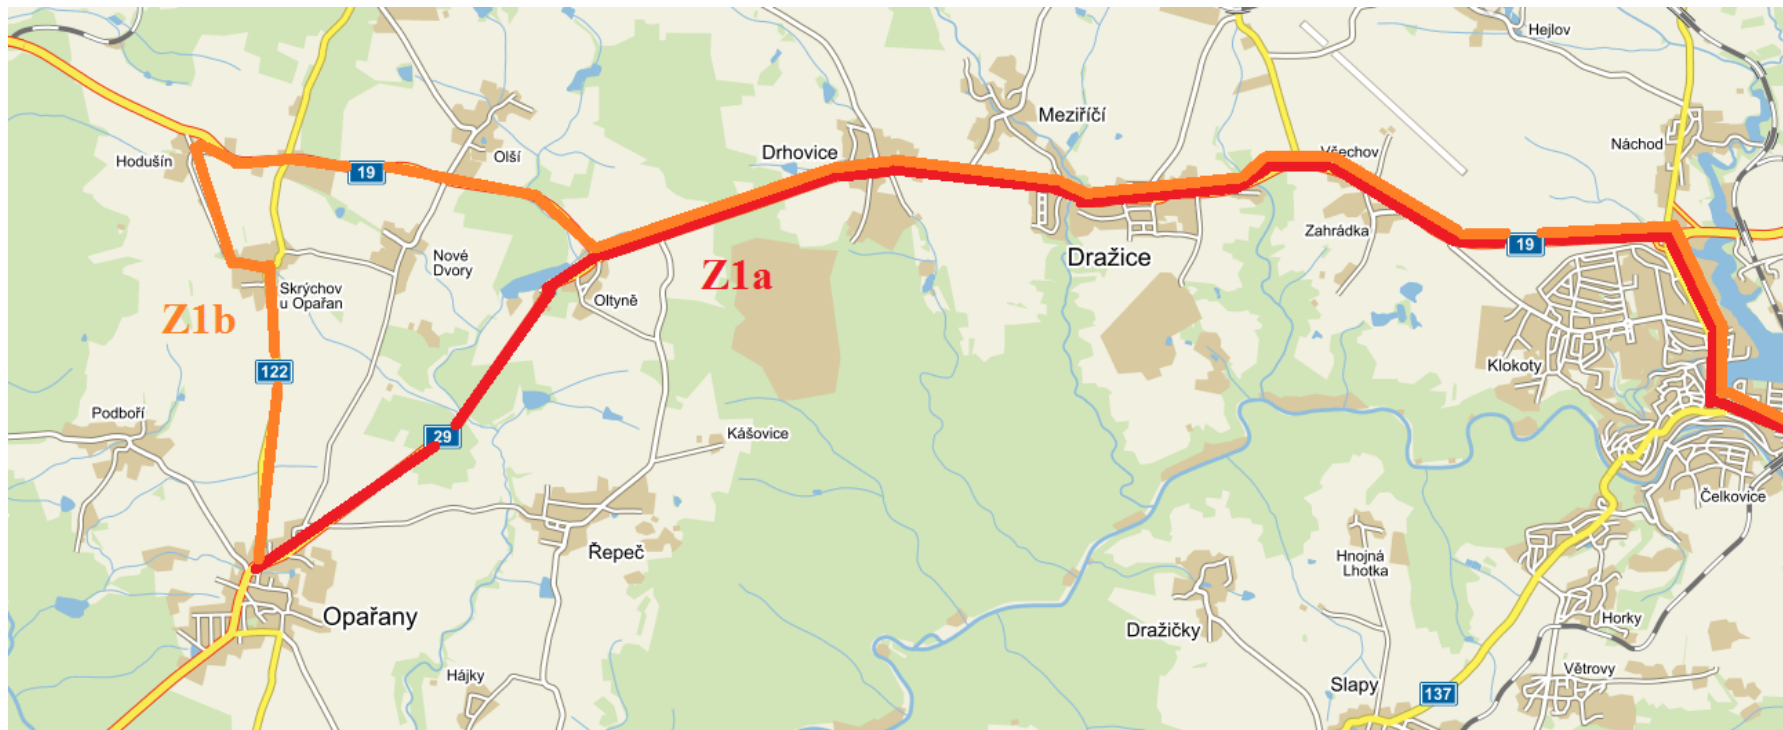 Hejlov
Meziříčí
Náchod
Drhovice
Všechov
Olší
Hodušín
19
Zahrádka
19
Nové
Dvory
Dražice
Z1a
Skrýchov
u Opařan
Oltyně
Z1b
122
Klokoty
Podboří
29
Kášovice
Čelkovice
Řepeč
Hnojná
Lhotka
Opařany
Dražičky
Horky
Hájky
Větrovy
Slapy
137